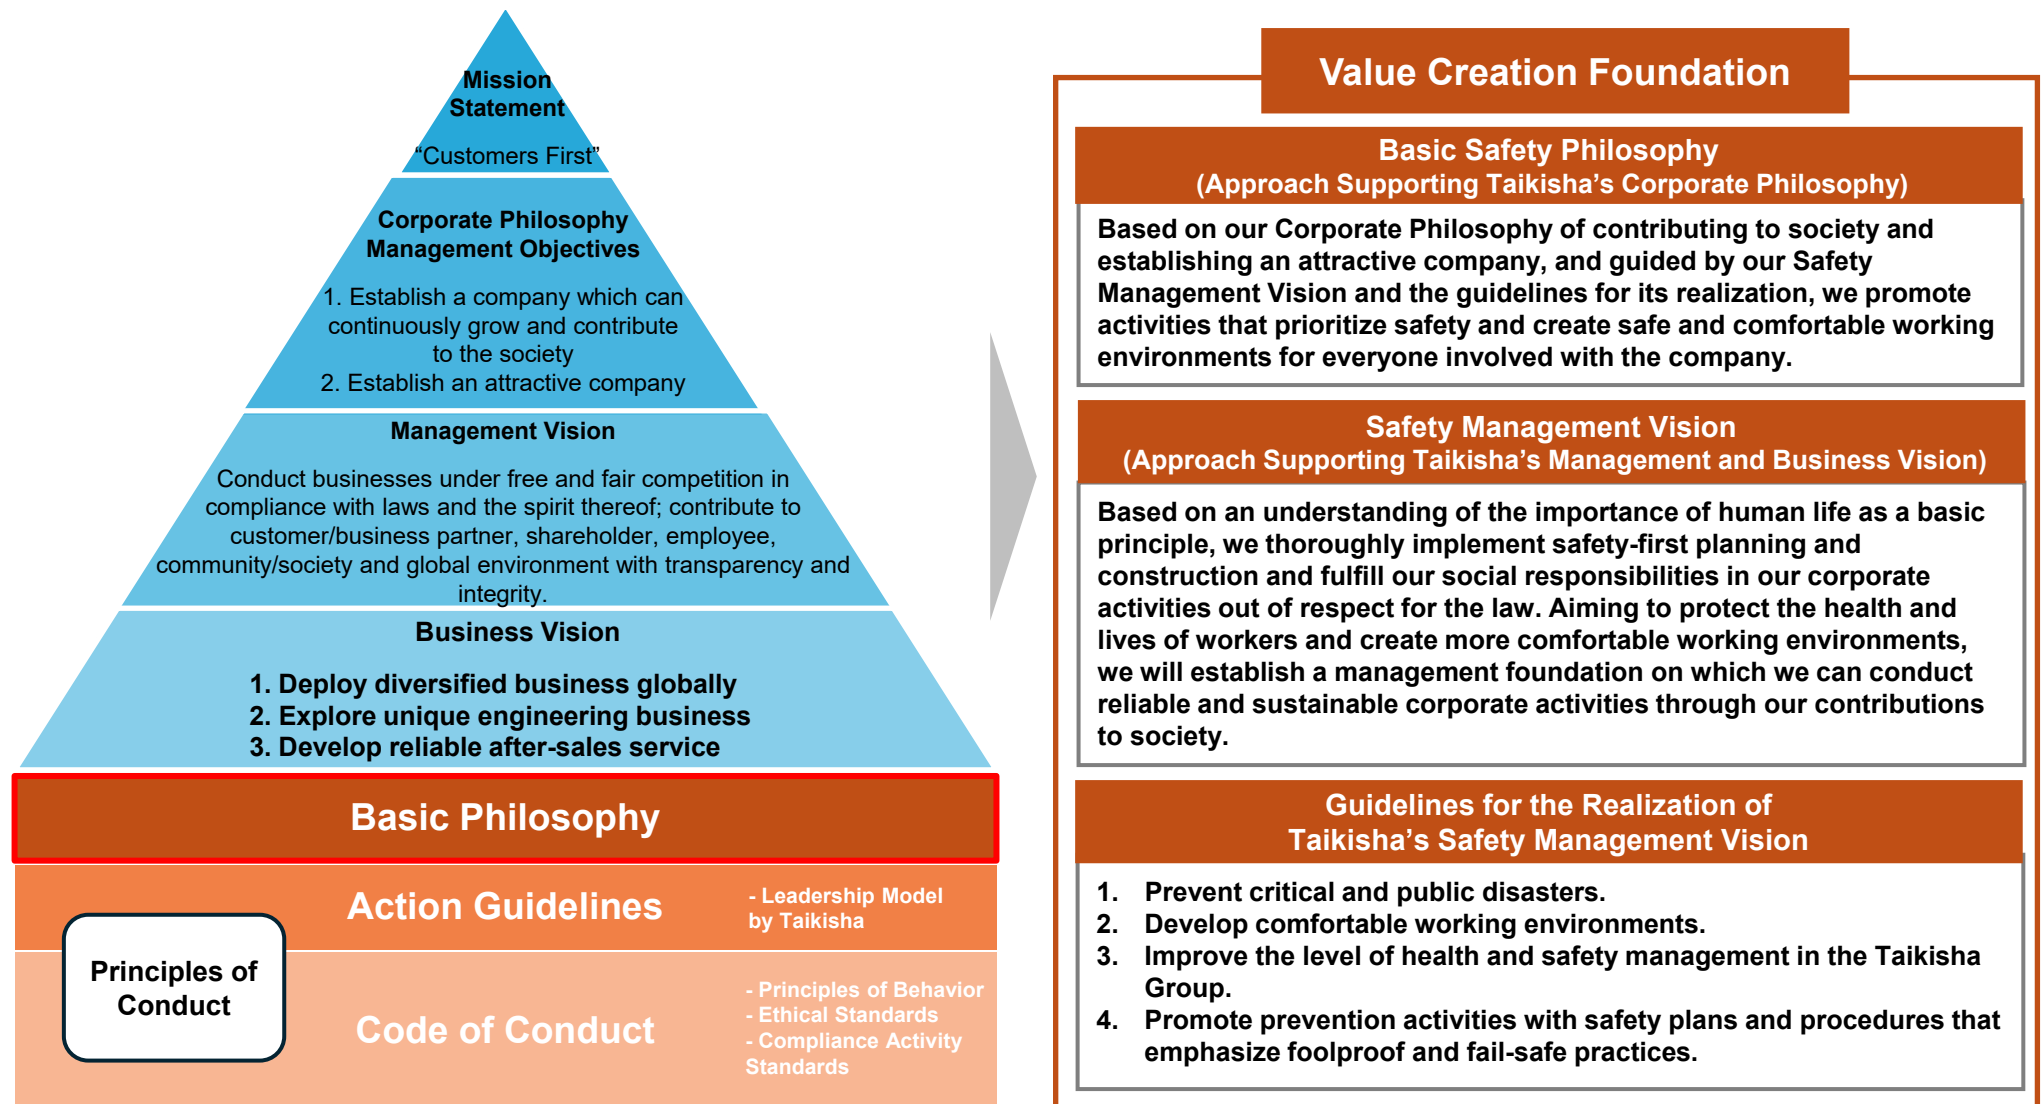 Mission
Statement
“Customers First”
Corporate Philosophy
Management Objectives
1. Establish a company which can
continuously grow and contribute
to the society
2. Establish an attractive company
Management Vision
Conduct businesses under free and fair competition in
compliance with laws and the spirit thereof; contribute to
customer/business partner, shareholder, employee,
community/society and global environment with transparency and
integrity.
Business Vision
1. Deploy diversified business globally
2. Explore unique engineering business
3. Develop reliable after-sales service
Basic Philosophy
Action Guidelines
- Leadership Model
by Taikisha
Principles of
Conduct
Code of Conduct
- Principles of Behavior
- Ethical Standards
- Compliance Activity
Standards
Value Creation Foundation
Basic Safety Philosophy
(Approach Supporting Taikisha’s Corporate Philosophy)
Based on our Corporate Philosophy of contributing to society and
establishing an attractive company, and guided by our Safety
Management Vision and the guidelines for its realization, we promote
activities that prioritize safety and create safe and comfortable working
environments for everyone involved with the company.
Safety Management Vision
(Approach Supporting Taikisha’s Management and Business Vision)
Based on an understanding of the importance of human life as a basic
principle, we thoroughly implement safety-first planning and
construction and fulfill our social responsibilities in our corporate
activities out of respect for the law. Aiming to protect the health and
lives of workers and create more comfortable working environments,
we will establish a management foundation on which we can conduct
reliable and sustainable corporate activities through our contributions
to society.
Guidelines for the Realization of
Taikisha’s Safety Management Vision
1. Prevent critical and public disasters.
2. Develop comfortable working environments.
3. Improve the level of health and safety management in the Taikisha
Group.
4. Promote prevention activities with safety plans and procedures that
emphasize foolproof and fail-safe practices.